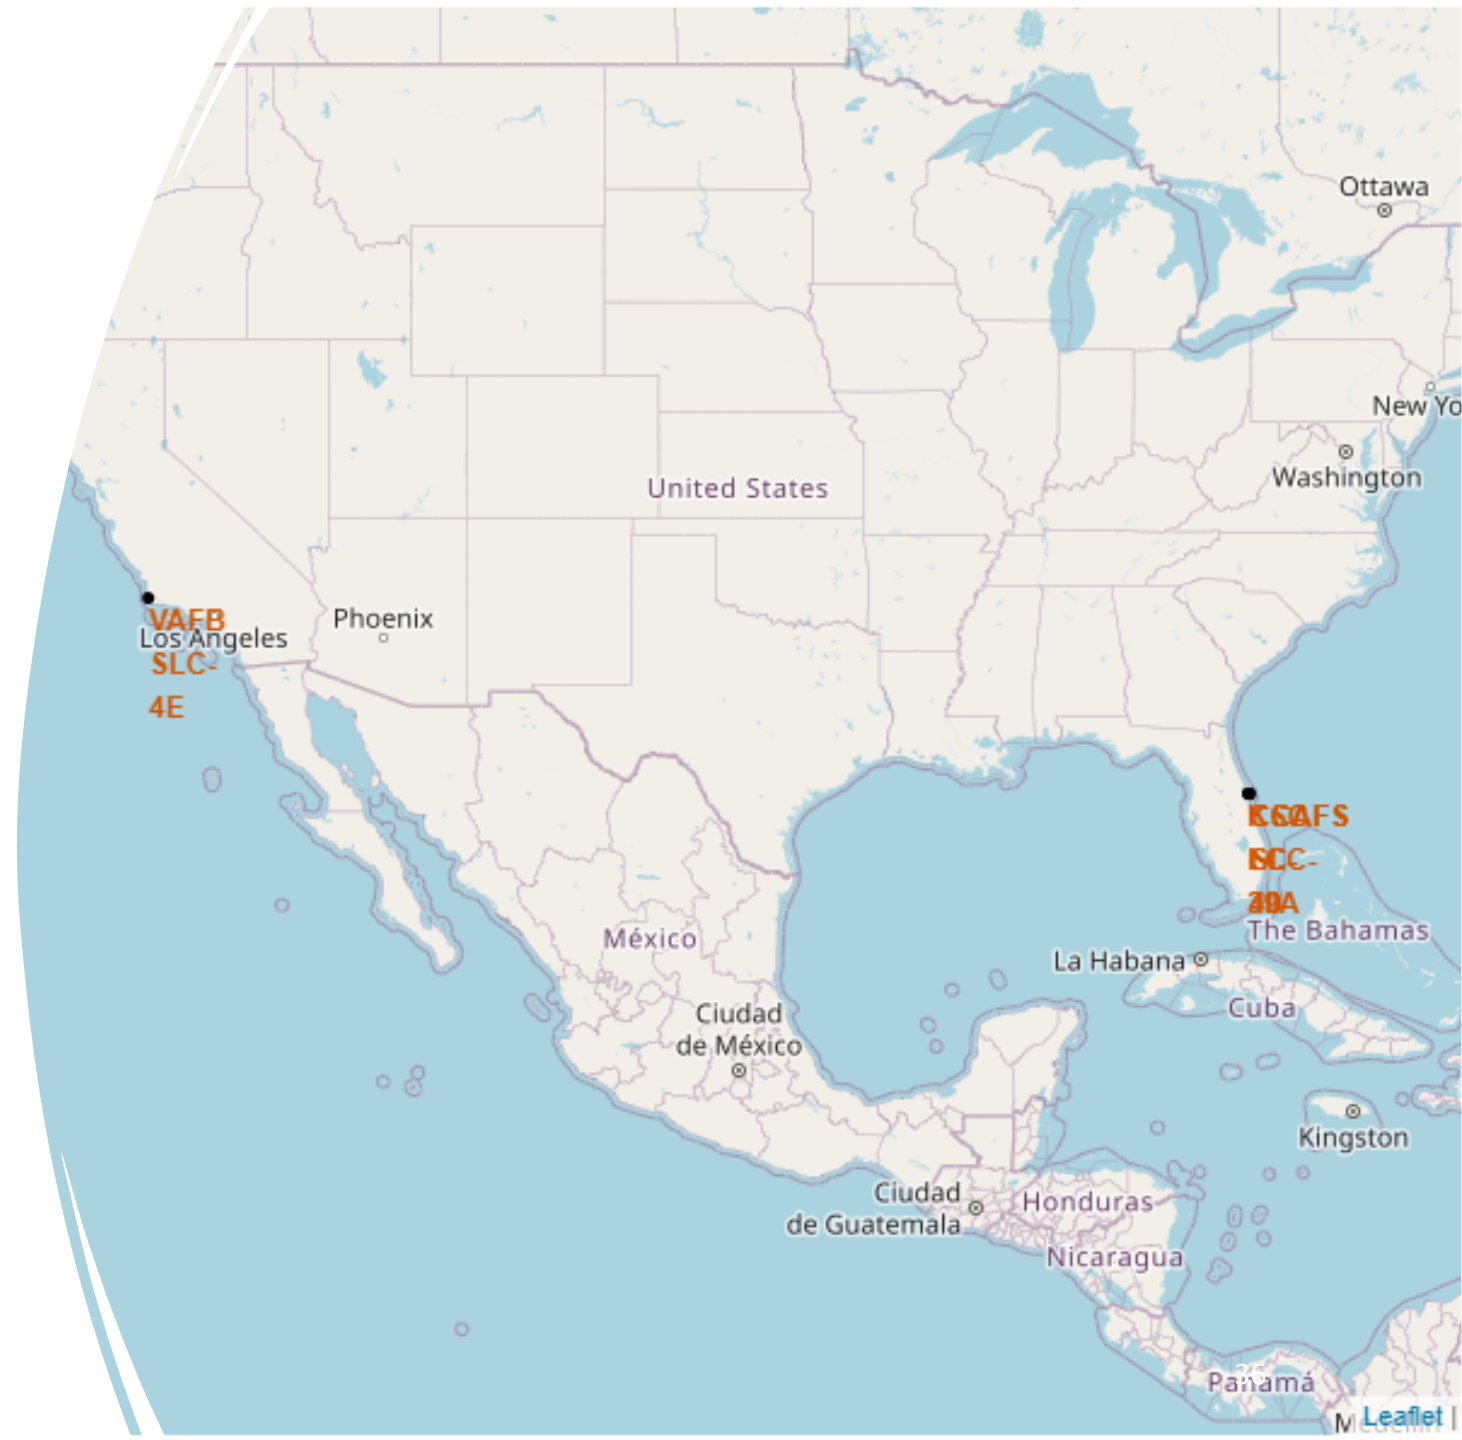 Ottawa
New Yo
Washington
United States
VAFB
Los Angeles
SLC-
4E
Phoenix
The Bahamas
México
La Habana
Cuba
Ciudad
de México
Kingston
Ciudad
de Guatemala
Honduras
Nicaragua
36
Panamá
Leaflet |